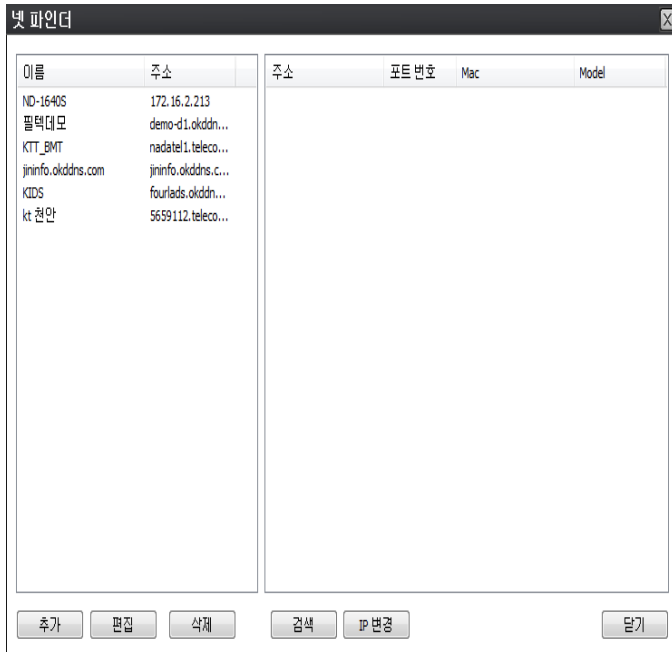 넷 파인더
이름 주소
ND-1640S 172.16.2.213
필텍데모 demo-d1.okddn...
KTT_BMT nadatel1.teleco...
jininfo.okddns.com jininfo.okddns.c...
KIDS fourlads.okddn...
kt 천안 5659112.teleco...
주소 포트 번호 Mac Model
추가 편집 삭제 검색 IP 변경 닫기